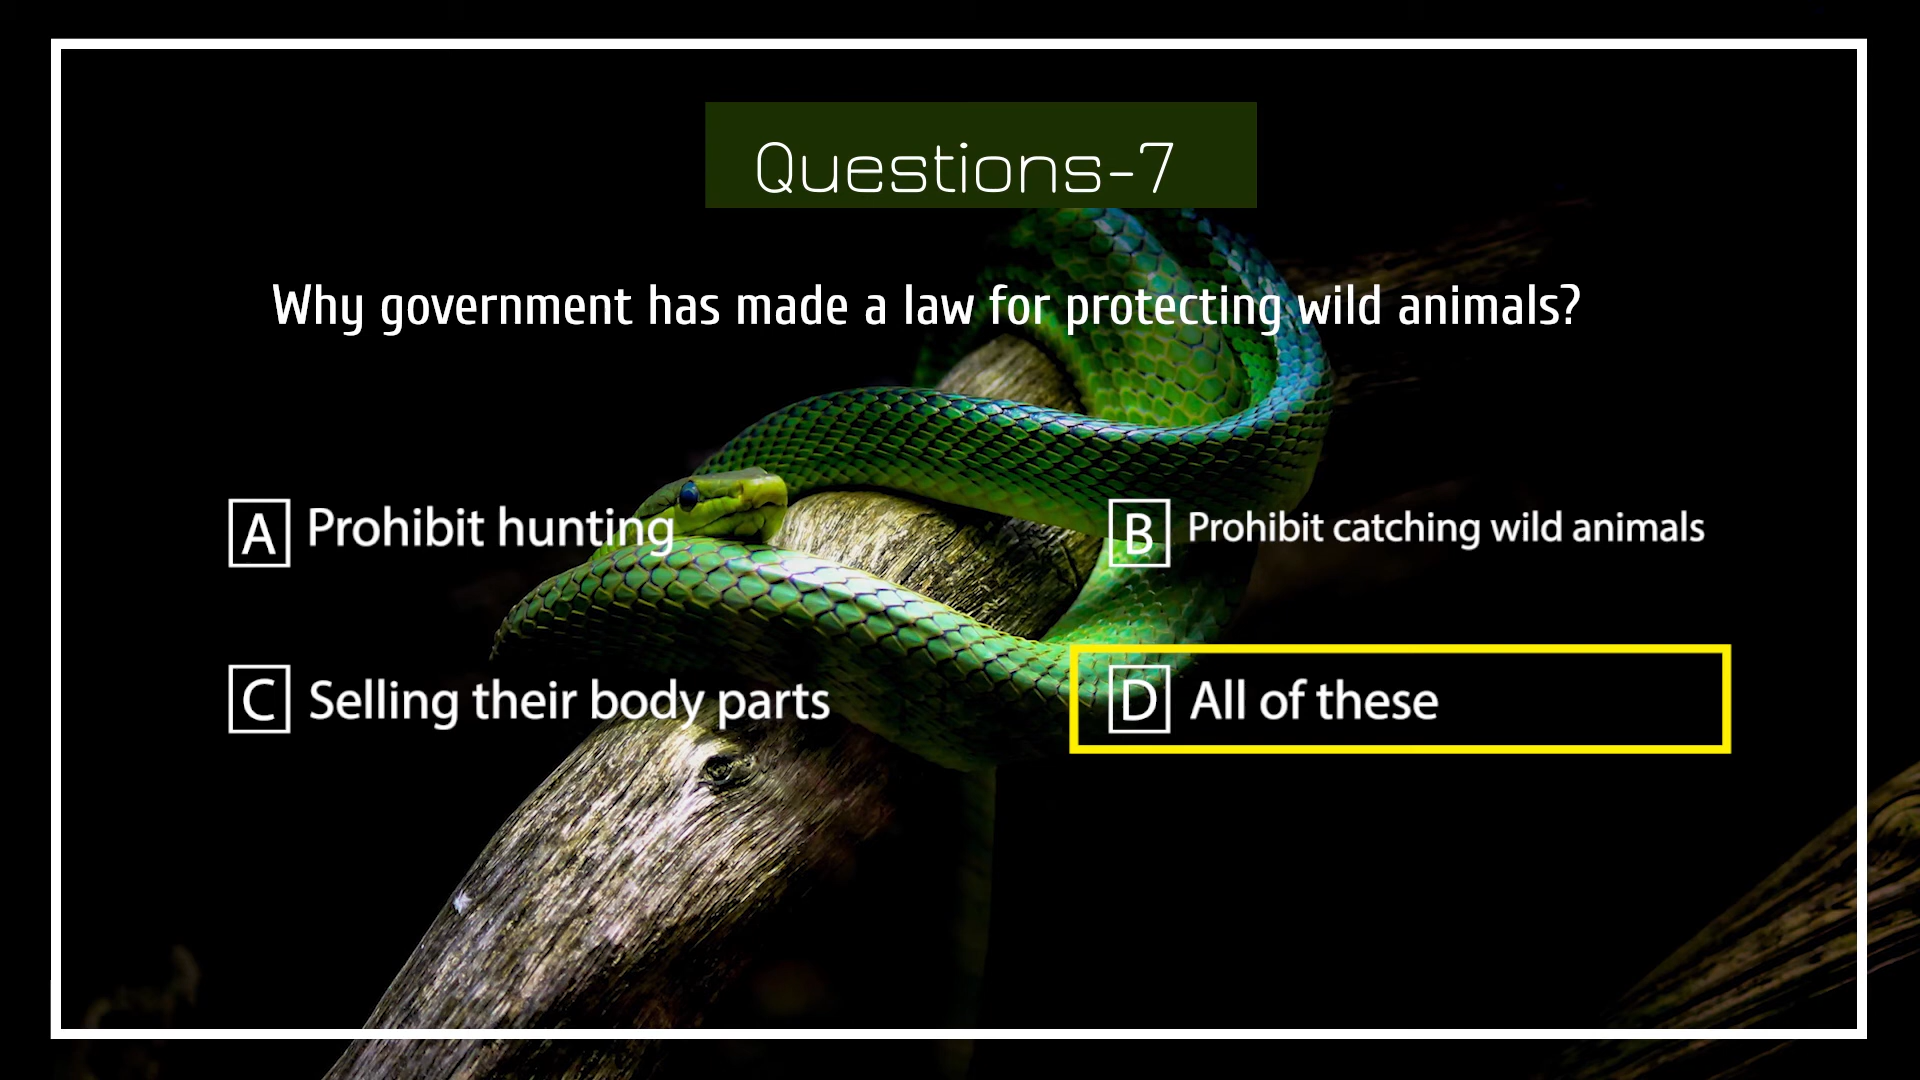 Questions-7
Why government has made a law for protecting wild animals?
A Prohibit hunting
B Prohibit catching wild animals
C Selling their body parts
D All of these